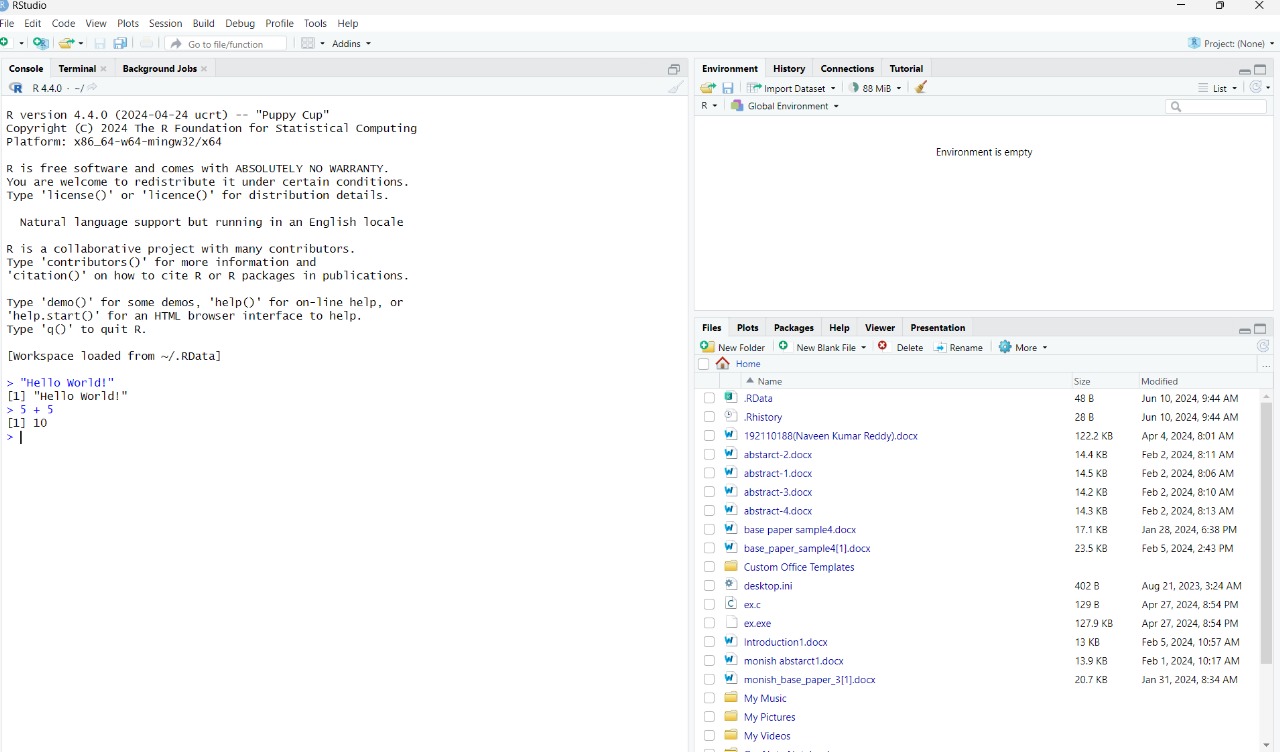 RStudio
File Edit Code View Plots Session Build Debug Profile Tools Help
Go to file/function Addins Project: (None)
Console Terminal Background Jobs
R 4.4.0 · ~/
R version 4.4.0 (2024-04-24 ucrt) -- "Puppy Cup"
Copyright (C) 2024 The R Foundation for Statistical Computing
Platform: x86_64-w64-mingw32/x64
R is free software and comes with ABSOLUTELY NO WARRANTY.
You are welcome to redistribute it under certain conditions.
Type 'license()' or 'licence()' for distribution details.
Natural language support but running in an English locale
R is a collaborative project with many contributors.
Type 'contributors()' for more information and
'citation()' on how to cite R or R packages in publications.
Type 'demo()' for some demos, 'help()' for on-line help, or
'help.start()' for an HTML browser interface to help.
Type 'q()' to quit R.
[Workspace loaded from ~/.RData]
> "Hello World!"
[1] "Hello World!"
> 5 + 5
[1] 10
>
Environment History Connections Tutorial
Import Dataset 88 MiB List
R Global Environment
Environment is empty
Files Plots Packages Help Viewer Presentation
New Folder New Blank File Delete Rename More
Home ...
Name Size Modified
.RData 48 B Jun 10, 2024, 9:44 AM
.Rhistory 28 B Jun 10, 2024, 9:44 AM
192110188(Naveen Kumar Reddy).docx 122.2 KB Apr 4, 2024, 8:01 AM
abstarct-2.docx 14.4 KB Feb 2, 2024, 8:11 AM
abstract-1.docx 14.5 KB Feb 2, 2024, 8:06 AM
abstract-3.docx 14.2 KB Feb 2, 2024, 8:10 AM
abstract-4.docx 14.3 KB Feb 2, 2024, 8:13 AM
base paper sample4.docx 17.1 KB Jan 28, 2024, 6:38 PM
base_paper_sample4[1].docx 23.5 KB Feb 5, 2024, 2:43 PM
Custom Office Templates
desktop.ini 402 B Aug 21, 2023, 3:24 AM
ex.c 129 B Apr 27, 2024, 8:54 PM
ex.exe 127.9 KB Apr 27, 2024, 8:54 PM
Introduction1.docx 13 KB Feb 5, 2024, 10:57 AM
monish abstarct1.docx 13.9 KB Feb 1, 2024, 10:17 AM
monish_base_paper_3[1].docx 20.7 KB Jan 31, 2024, 8:34 AM
My Music
My Pictures
My Videos